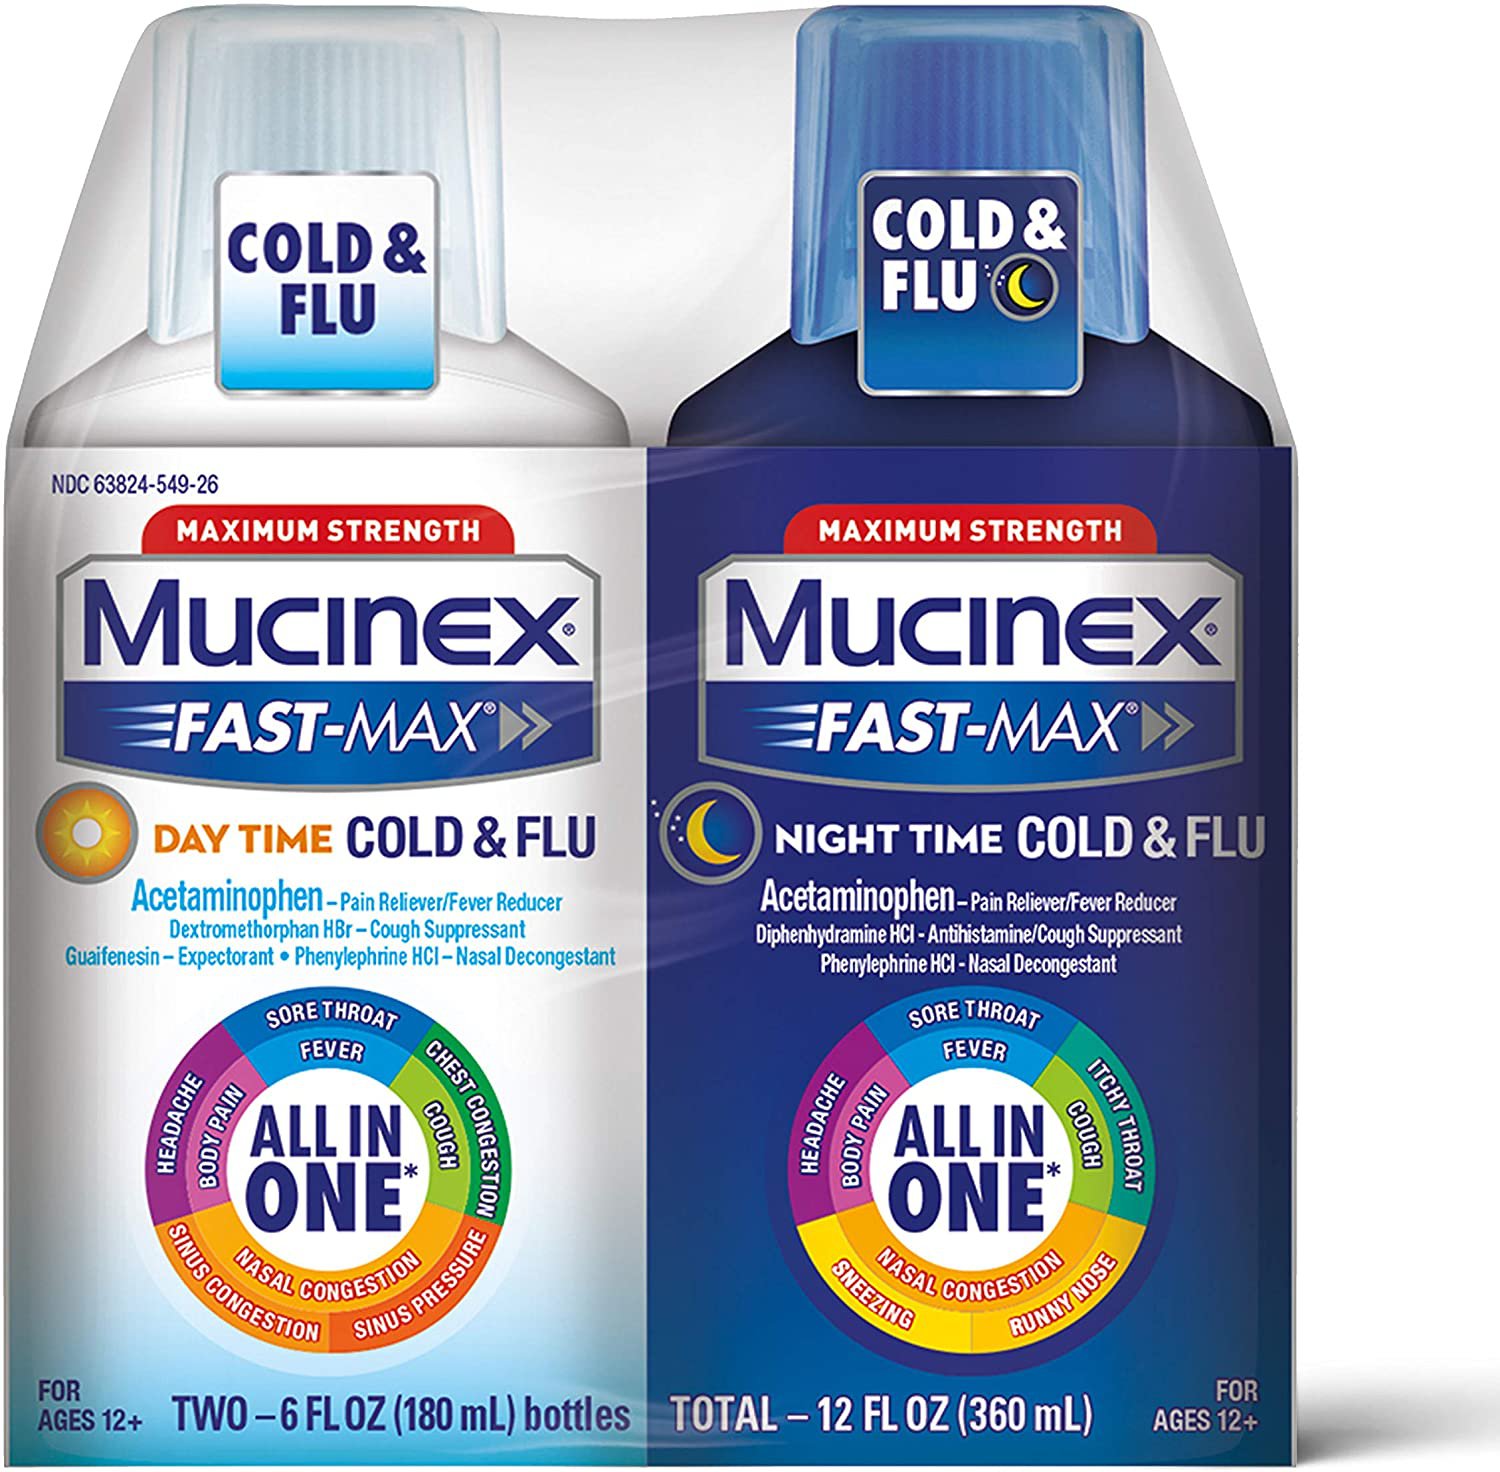 COLD &
FLU
COLD &
FLU
NDC 63824-549-26
MAXIMUM STRENGTH
MUCINEX®
FAST-MAX®
DAY TIME COLD & FLU
Acetaminophen – Pain Reliever/Fever Reducer
Dextromethorphan HBr – Cough Suppressant
Guaifenesin – Expectorant • Phenylephrine HCl – Nasal Decongestant
SORE THROAT
FEVER
CHEST CONGESTION
COUGH
HEADACHE
BODY PAIN
ALL IN
ONE*
NASAL CONGESTION
SINUS CONGESTION
SINUS PRESSURE
FOR
AGES 12+
TWO – 6 FL OZ (180 mL) bottles
MAXIMUM STRENGTH
MUCINEX®
FAST-MAX®
NIGHT TIME COLD & FLU
Acetaminophen – Pain Reliever/Fever Reducer
Diphenhydramine HCl - Antihistamine/Cough Suppressant
Phenylephrine HCl - Nasal Decongestant
SORE THROAT
FEVER
ITCHY THROAT
COUGH
HEADACHE
BODY PAIN
ALL IN
ONE*
NASAL CONGESTION
SNEEZING
RUNNY NOSE
TOTAL – 12 FL OZ (360 mL)
FOR
AGES 12+